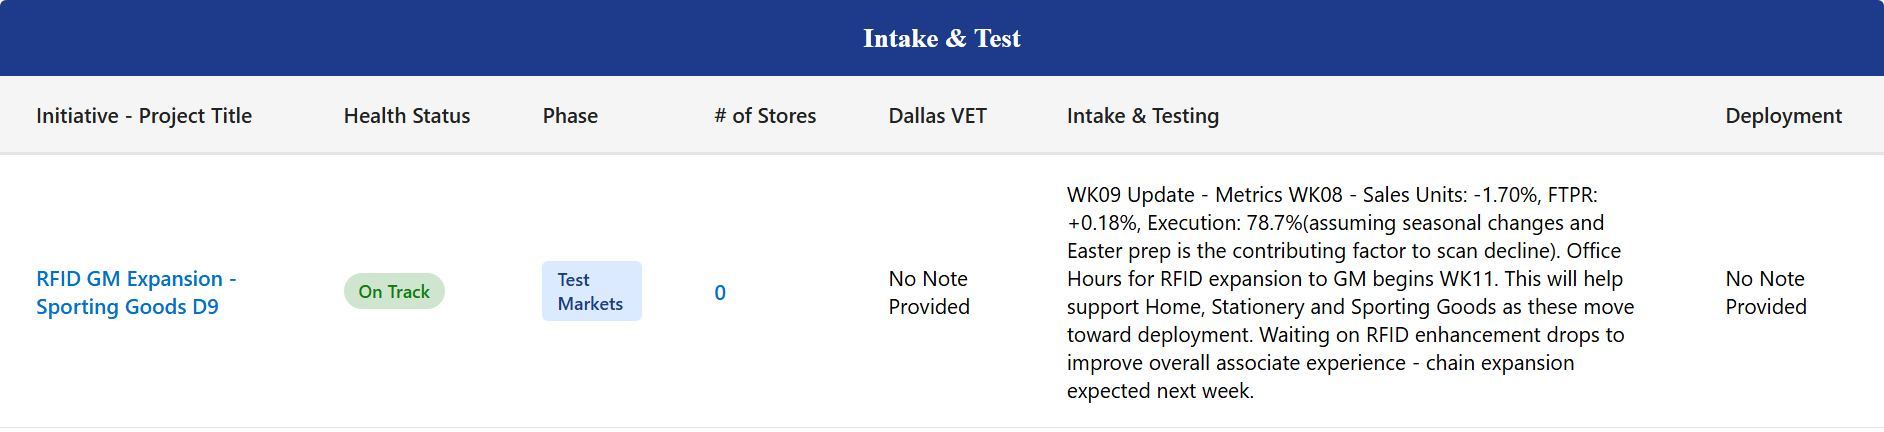 Intake & Test
Initiative - Project Title
Health Status
Phase
# of Stores
Dallas VET
Intake & Testing
Deployment
RFID GM Expansion -
Sporting Goods D9
On Track
Test
Markets
0
No Note
Provided
WK09 Update - Metrics WK08 - Sales Units: -1.70%, FTPR:
+0.18%, Execution: 78.7%(assuming seasonal changes and
Easter prep is the contributing factor to scan decline). Office
Hours for RFID expansion to GM begins WK11. This will help
support Home, Stationery and Sporting Goods as these move
toward deployment. Waiting on RFID enhancement drops to
improve overall associate experience - chain expansion
expected next week.
No Note
Provided